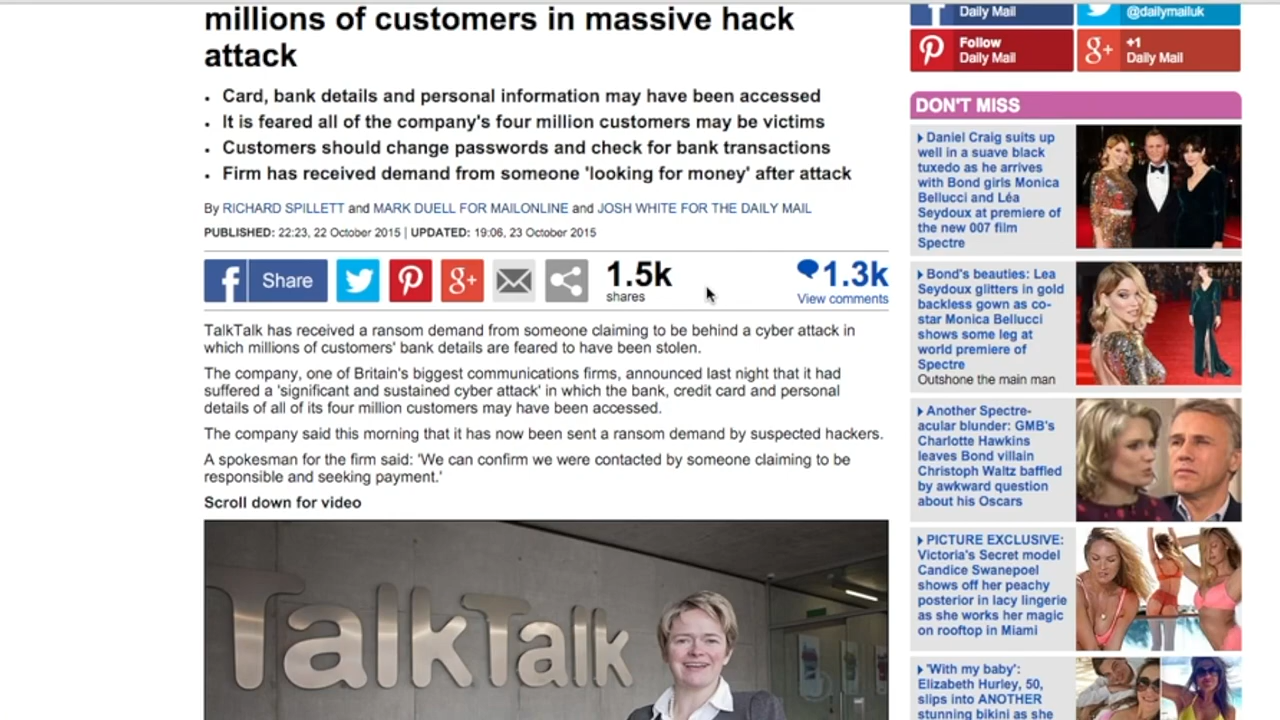 millions of customers in massive hack
attack
Card, bank details and personal information may have been accessed
It is feared all of the company's four million customers may be victims
Customers should change passwords and check for bank transactions
Firm has received demand from someone 'looking for money' after attack
By RICHARD SPILLETT and MARK DUELL FOR MAILONLINE and JOSH WHITE FOR THE DAILY MAIL
PUBLISHED: 22:23, 22 October 2015 | UPDATED: 19:06, 23 October 2015
Share
1.5k
shares
1.3k
View comments
TalkTalk has received a ransom demand from someone claiming to be behind a cyber attack in
which millions of customers' bank details are feared to have been stolen.
The company, one of Britain's biggest communications firms, announced last night that it had
suffered a 'significant and sustained cyber attack' in which the bank, credit card and personal
details of all of its four million customers may have been accessed.
The company said this morning that it has now been sent a ransom demand by suspected hackers.
A spokesman for the firm said: 'We can confirm we were contacted by someone claiming to be
responsible and seeking payment.'
Scroll down for video
TalkTalk
Daily Mail
@dailymailuk
Follow
Daily Mail
+1
Daily Mail
DON'T MISS
Daniel Craig suits up
well in a suave black
tuxedo as he arrives
with Bond girls Monica
Bellucci and Léa
Seydoux at premiere of
the new 007 film
Spectre
Bond's beauties: Lea
Seydoux glitters in gold
backless gown as co-
star Monica Bellucci
shows some leg at
world premiere of
Spectre
Outshone the main man
Another Spectre-
acular blunder: GMB's
Charlotte Hawkins
leaves Bond villain
Christoph Waltz baffled
by awkward question
about his Oscars
PICTURE EXCLUSIVE:
Victoria's Secret model
Candice Swanepoel
shows off her peachy
posterior in lacy lingerie
as she works her magic
on rooftop in Miami
'With my baby':
Elizabeth Hurley, 50,
slips into ANOTHER
stunning bikini as she